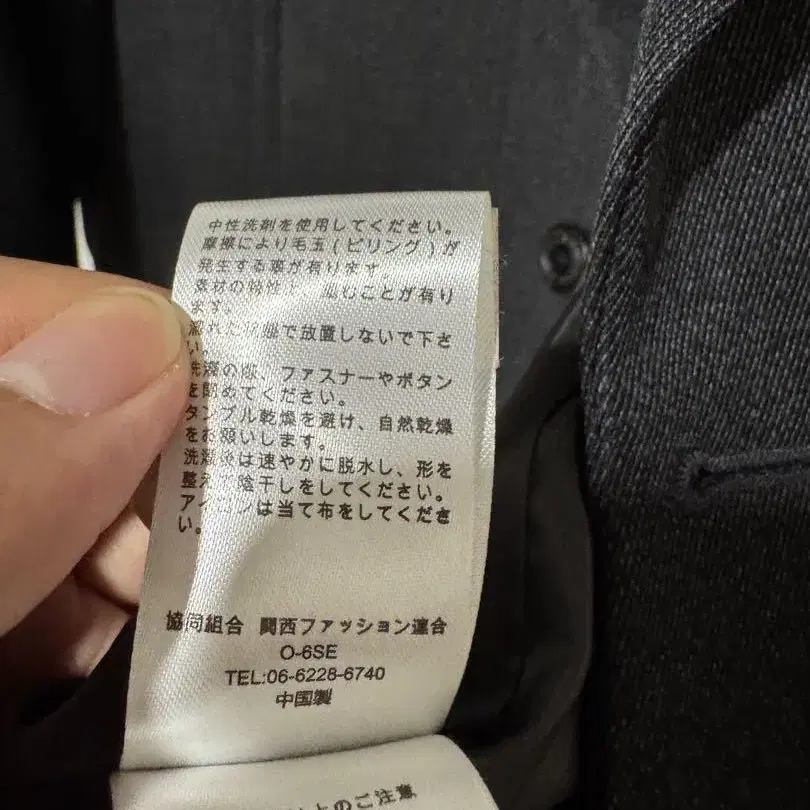 中性洗剤を使用してください。
摩擦により毛玉(ピリング)が
発生する事が有ります。
素材の特性上、 むことが有り
ます。
濡れた状態で放置しないで下さ
い。
洗濯の際、ファスナーやボタン
を閉めてください。
タンブル乾燥を避け、自然乾燥
をお願いします。
洗濯後は速やかに脱水し、形を
整えて陰干しをしてください。
アイロンは当て布をしてくださ
い。
協同組合 関西ファッション連合
O-6SE
TEL:06-6228-6740
中国製
上のご注意